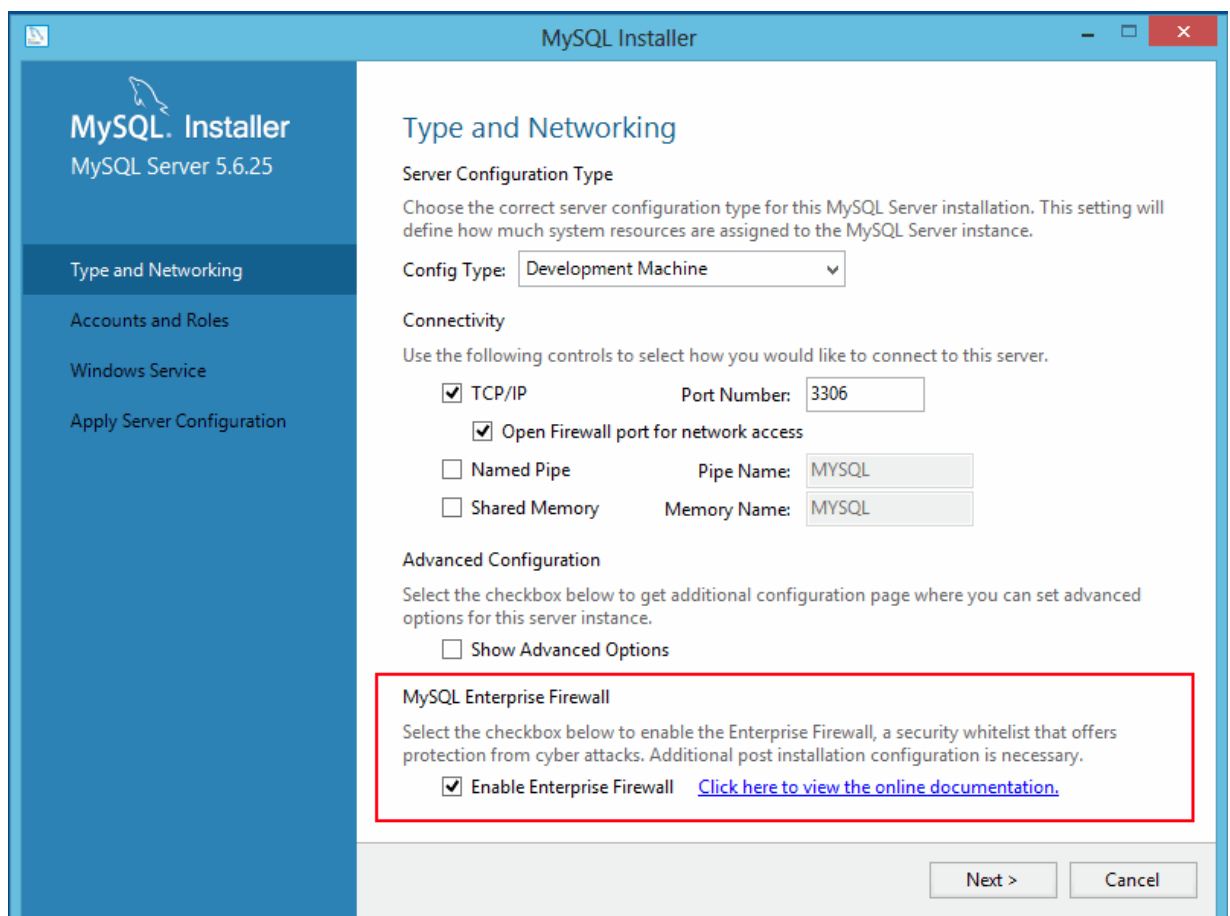 MySQL Installer
MySQL. Installer
MySQL Server 5.6.25
Type and Networking
Accounts and Roles
Windows Service
Apply Server Configuration
Type and Networking
Server Configuration Type
Choose the correct server configuration type for this MySQL Server installation. This setting will
define how much system resources are assigned to the MySQL Server instance.
Config Type: Development Machine
Connectivity
Use the following controls to select how you would like to connect to this server.
TCP/IP Port Number: 3306
Open Firewall port for network access
Named Pipe Pipe Name: MYSQL
Shared Memory Memory Name: MYSQL
Advanced Configuration
Select the checkbox below to get additional configuration page where you can set advanced
options for this server instance.
Show Advanced Options
MySQL Enterprise Firewall
Select the checkbox below to enable the Enterprise Firewall, a security whitelist that offers
protection from cyber attacks. Additional post installation configuration is necessary.
Enable Enterprise Firewall Click here to view the online documentation.
Next > Cancel